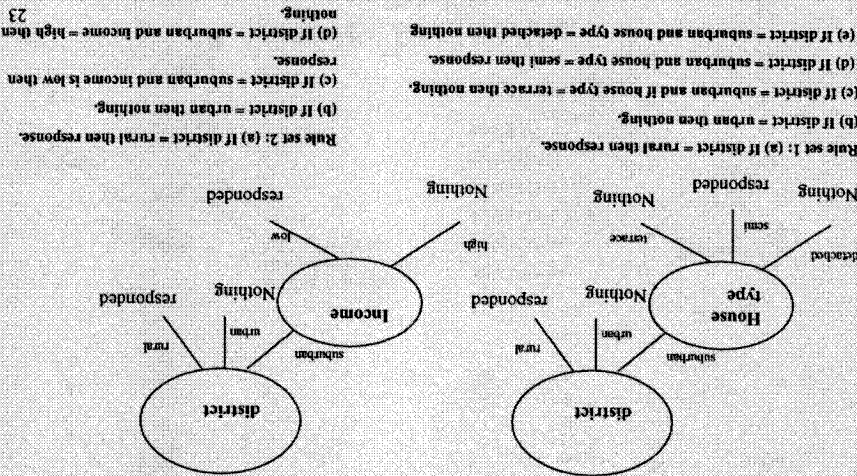 district
suburban
urban
rural
House
type
Nothing
responded
detached
semi
terrace
Nothing
responded
Nothing
district
suburban
urban
rural
Income
Nothing
responded
high
low
Nothing
responded
Rule set 1: (a) If district = rural then response.
(b) If district = urban then nothing.
(c) If district = suburban and if house type = terrace then nothing.
(d) If district = suburban and house type = semi then response.
(e) If district = suburban and house type = detached then nothing
Rule set 2: (a) If district = rural then response.
(b) If district = urban then nothing.
(c) If district = suburban and income is low then
response.
(d) If district = suburban and income = high then
nothing.
23